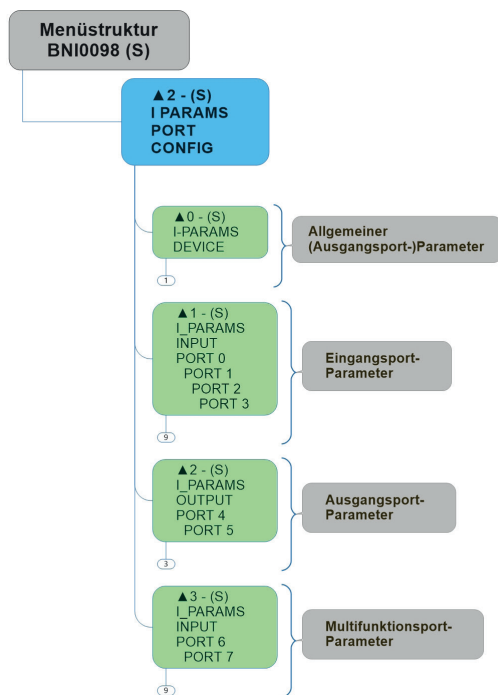 Menüstruktur
BNI0098 (S)
▲2 - (S)
I PARAMS
PORT
CONFIG
▲0 - (S)
I-PARAMS
DEVICE
1
Allgemeiner
(Ausgangsport-)Parameter
▲1 - (S)
I_PARAMS
INPUT
PORT 0
PORT 1
PORT 2
PORT 3
9
Eingangsport-
Parameter
▲2 - (S)
I_PARAMS
OUTPUT
PORT 4
PORT 5
3
Ausgangsport-
Parameter
▲3 - (S)
I_PARAMS
INPUT
PORT 6
PORT 7
9
Multifunktionsport-
Parameter